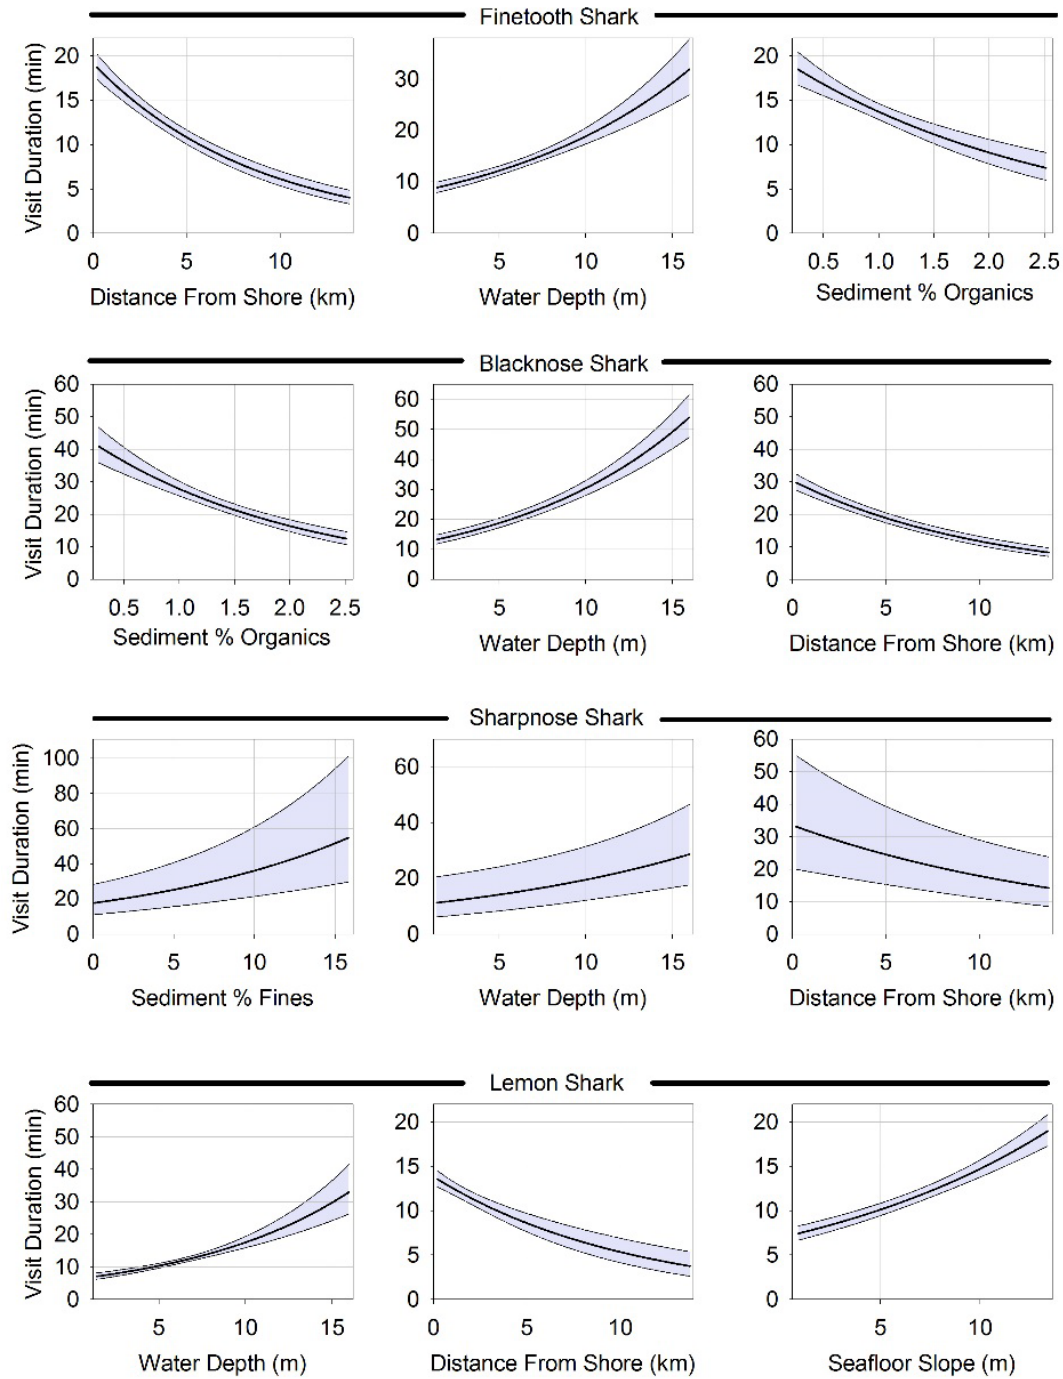 Finetooth Shark
Visit Duration (min)
20
15
10
5
0
0 5 10
Distance From Shore (km)
30
20
10
0
5 10 15
Water Depth (m)
20
15
10
5
0
0.5 1.0 1.5 2.0 2.5
Sediment % Organics
Blacknose Shark
Visit Duration (min)
60
50
40
30
20
10
0
0.5 1.0 1.5 2.0 2.5
Sediment % Organics
60
50
40
30
20
10
0
5 10 15
Water Depth (m)
60
50
40
30
20
10
0
0 5 10
Distance From Shore (km)
Sharpnose Shark
Visit Duration (min)
100
80
60
40
20
0
0 5 10 15
Sediment % Fines
60
40
20
0
5 10 15
Water Depth (m)
60
50
40
30
20
10
0
0 5 10
Distance From Shore (km)
Lemon Shark
Visit Duration (min)
60
50
40
30
20
10
0
5 10 15
Water Depth (m)
20
15
10
5
0
0 5 10
Distance From Shore (km)
20
15
10
5
0
5 10
Seafloor Slope (m)